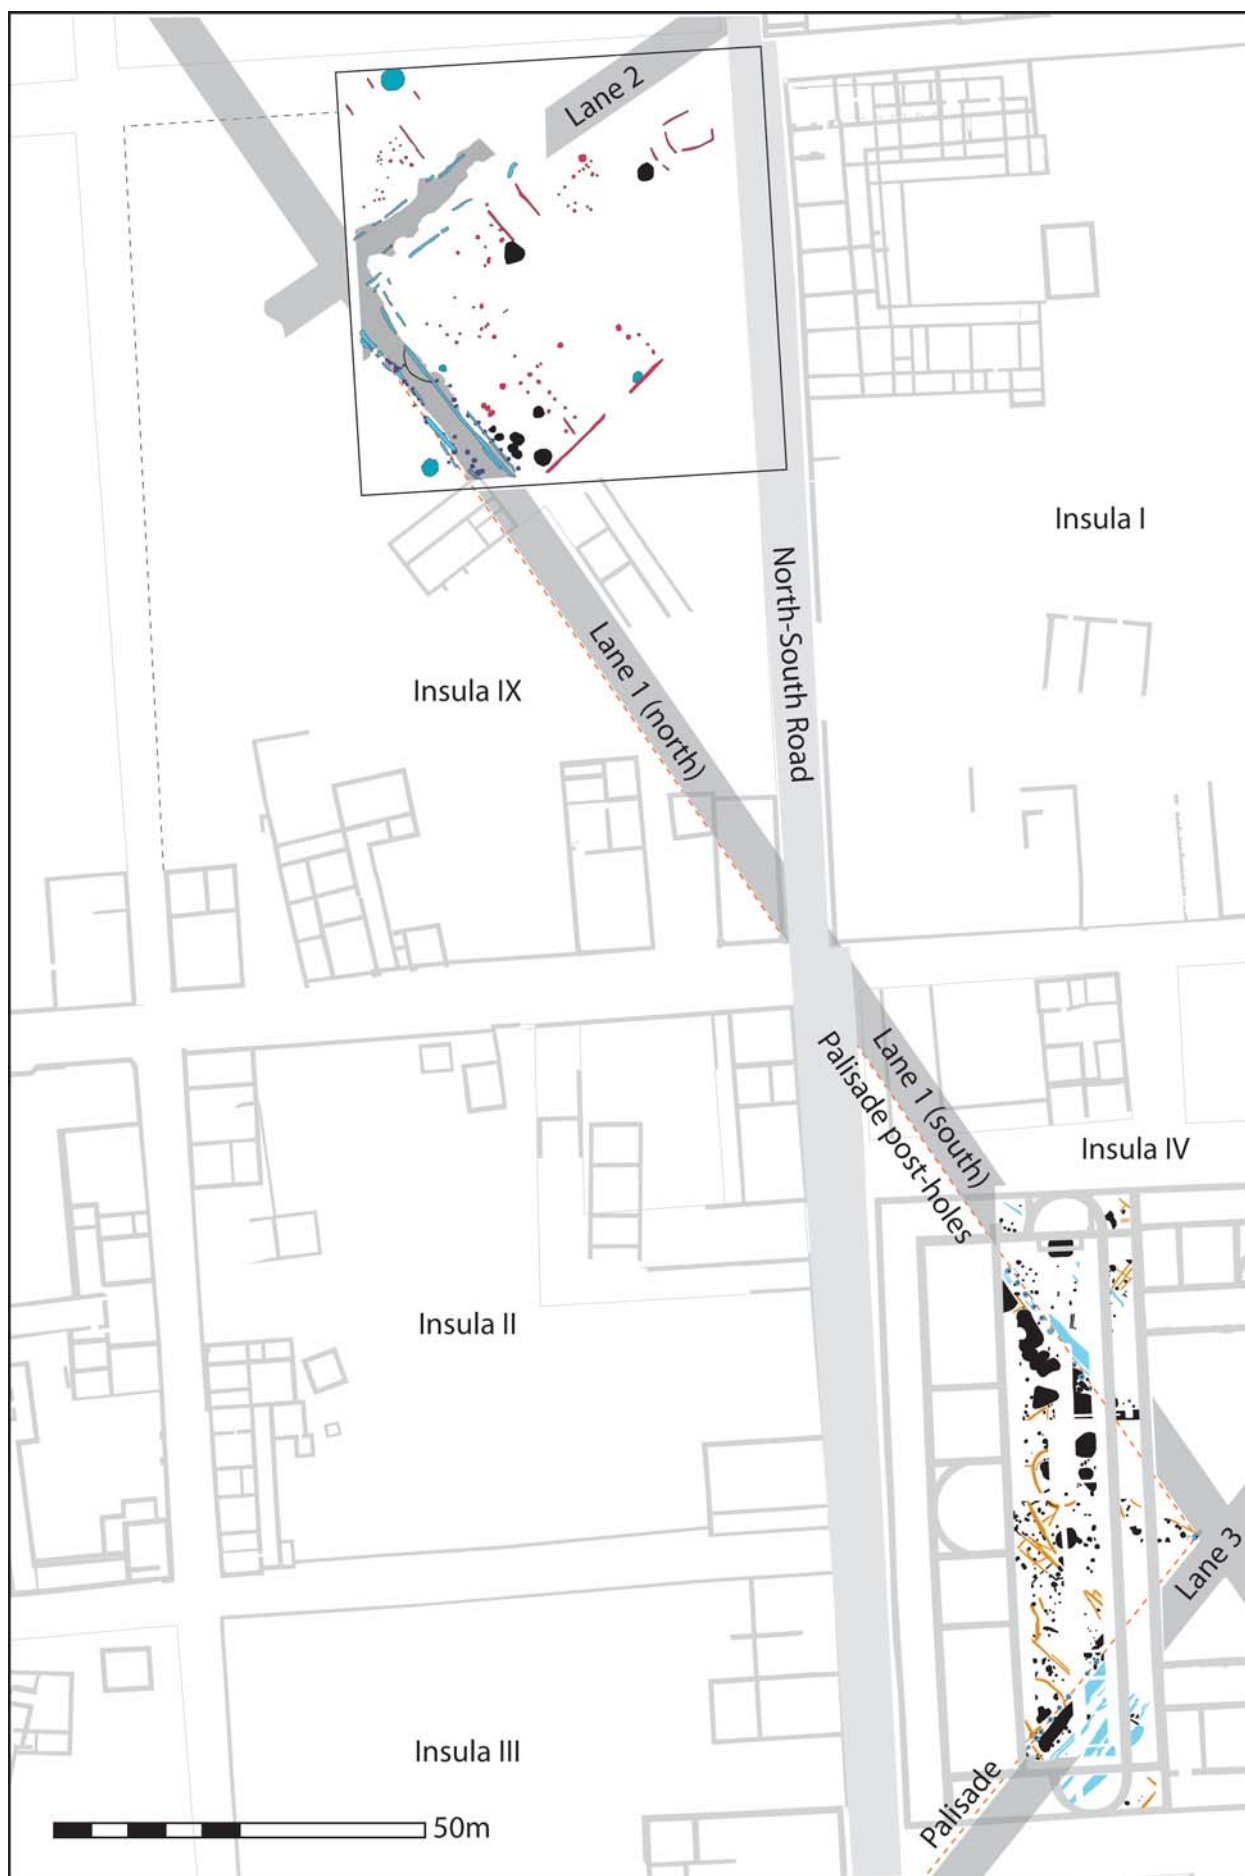 Lane 2
Insula I
North-South Road
Lane 1 (north)
Insula IX
Lane 1 (south)
Palisade post-holes
Insula IV
Insula II
Lane 3
Insula III
Palisade
50m